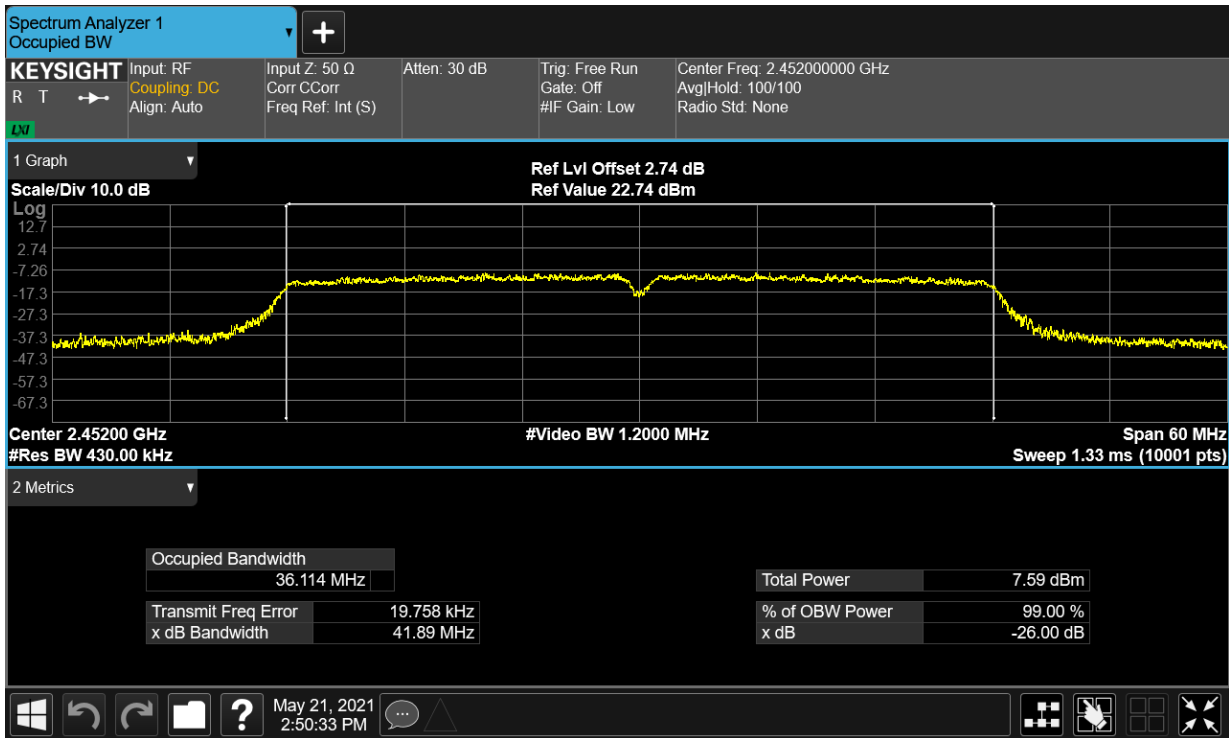 Spectrum Analyzer 1
Occupied BW
+
KEYSIGHT
R T
LXI
Input: RF
Coupling: DC
Align: Auto
Input Z: 50 Ω
Corr CCorr
Freq Ref: Int (S)
Atten: 30 dB
Trig: Free Run
Gate: Off
#IF Gain: Low
Center Freq: 2.452000000 GHz
Avg|Hold: 100/100
Radio Std: None
1 Graph
Scale/Div 10.0 dB
Ref Lvl Offset 2.74 dB
Ref Value 22.74 dBm
Log
12.7
2.74
-7.26
-17.3
-27.3
-37.3
-47.3
-57.3
-67.3
Center 2.45200 GHz
#Video BW 1.2000 MHz
Span 60 MHz
#Res BW 430.00 kHz
Sweep 1.33 ms (10001 pts)
2 Metrics
Occupied Bandwidth
36.114 MHz
Total Power 7.59 dBm
Transmit Freq Error 19.758 kHz
% of OBW Power 99.00 %
x dB Bandwidth 41.89 MHz
x dB -26.00 dB
?
May 21, 2021
2:50:33 PM